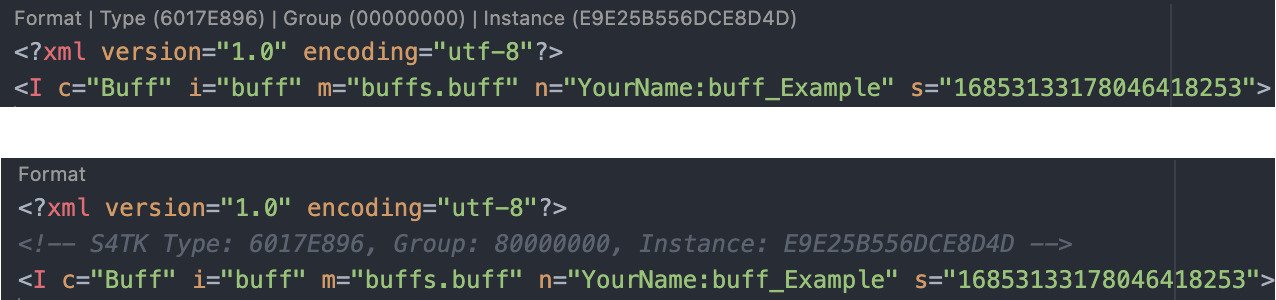 Format | Type (6017E896) | Group (00000000) | Instance (E9E25B556DCE8D4D)
<?xml version="1.0" encoding="utf-8"?>
<I c="Buff" i="buff" m="buffs.buff" n="YourName:buff_Example" s="16853133178046418253">
Format
<?xml version="1.0" encoding="utf-8"?>
<!-- S4TK Type: 6017E896, Group: 80000000, Instance: E9E25B556DCE8D4D -->
<I c="Buff" i="buff" m="buffs.buff" n="YourName:buff_Example" s="16853133178046418253">